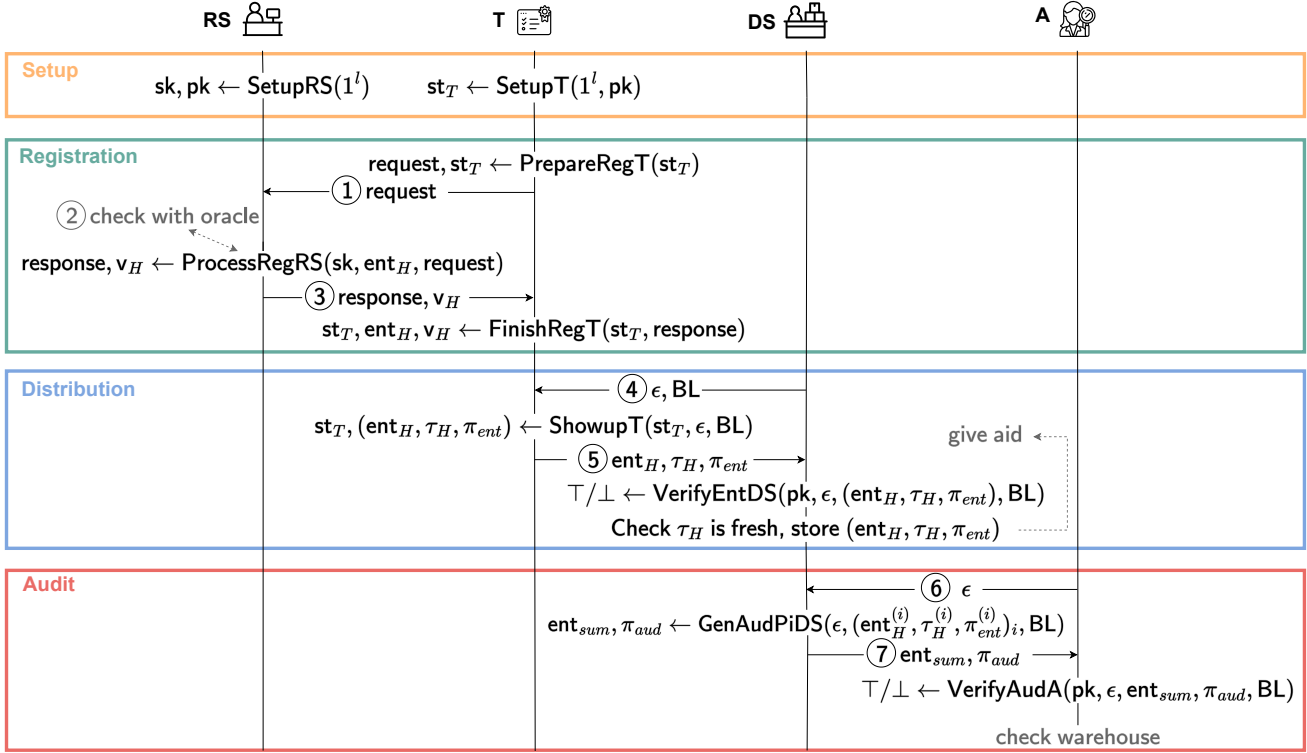 RS T DS A
Setup
sk, pk ← SetupRS(1^l) st_T ← SetupT(1^l, pk)
Registration
request, st_T ← PrepareRegT(st_T)
① request
② check with oracle
response, v_H ← ProcessRegRS(sk, ent_H, request)
③ response, v_H
st_T, ent_H, v_H ← FinishRegT(st_T, response)
Distribution
④ ϵ, BL
st_T, (ent_H, τ_H, π_ent) ← ShowupT(st_T, ϵ, BL)
give aid
⑤ ent_H, τ_H, π_ent
⊤/⊥ ← VerifyEntDS(pk, ϵ, (ent_H, τ_H, π_ent), BL)
Check τ_H is fresh, store (ent_H, τ_H, π_ent)
Audit
⑥ ϵ
ent_sum, π_aud ← GenAudPiDS(ϵ, (ent_H^(i), τ_H^(i), π_ent^(i))_i, BL)
⑦ ent_sum, π_aud
⊤/⊥ ← VerifyAudA(pk, ϵ, ent_sum, π_aud, BL)
check warehouse